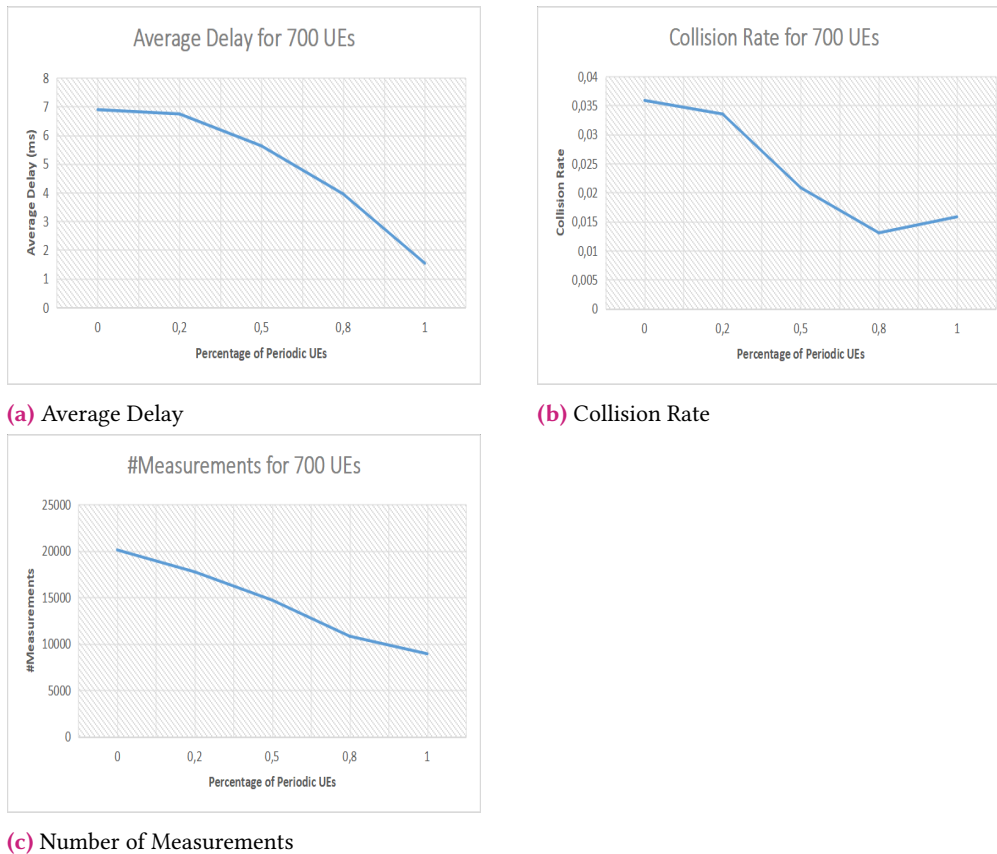 Average Delay for 700 UEs
8
7
6
5
4
3
2
1
0
Average Delay (ms)
0 0,2 0,5 0,8 1
Percentage of Periodic UEs
(a) Average Delay
Collision Rate for 700 UEs
0,04
0,035
0,03
0,025
0,02
0,015
0,01
0,005
0
Collision Rate
0 0,2 0,5 0,8 1
Percentage of Periodic UEs
(b) Collision Rate
#Measurements for 700 UEs
25000
20000
15000
10000
5000
0
#Measurements
0 0,2 0,5 0,8 1
Percentage of Periodic UEs
(c) Number of Measurements